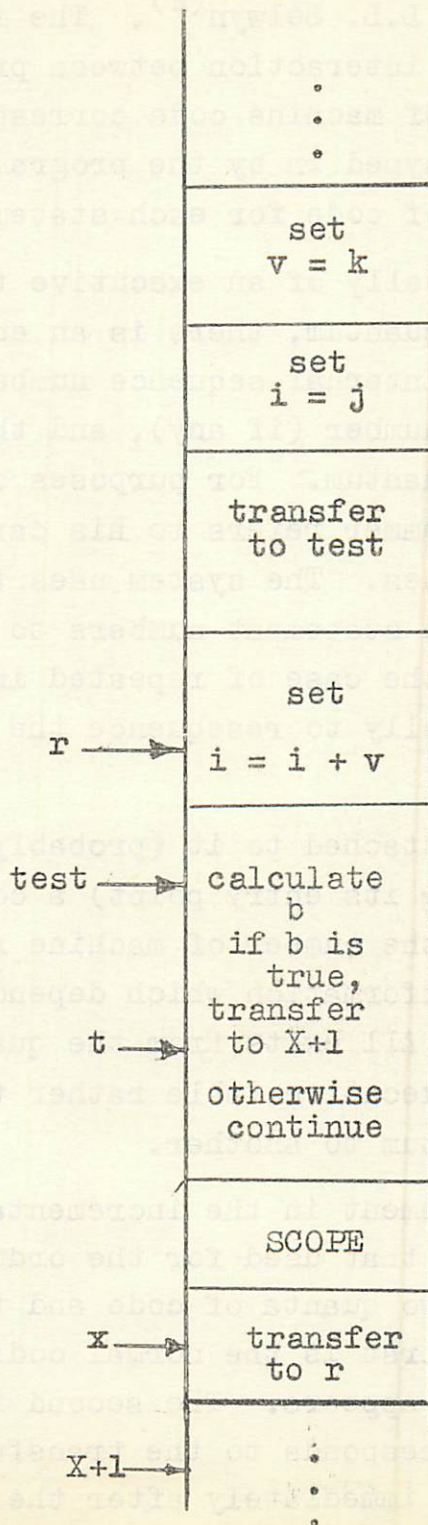 set
v = k
set
i = j
transfer
to test
set
r
i = i + v
test
calculate
b
if b is
true,
transfer
t
to X+1
otherwise
continue
SCOPE
x
transfer
to r
X+1